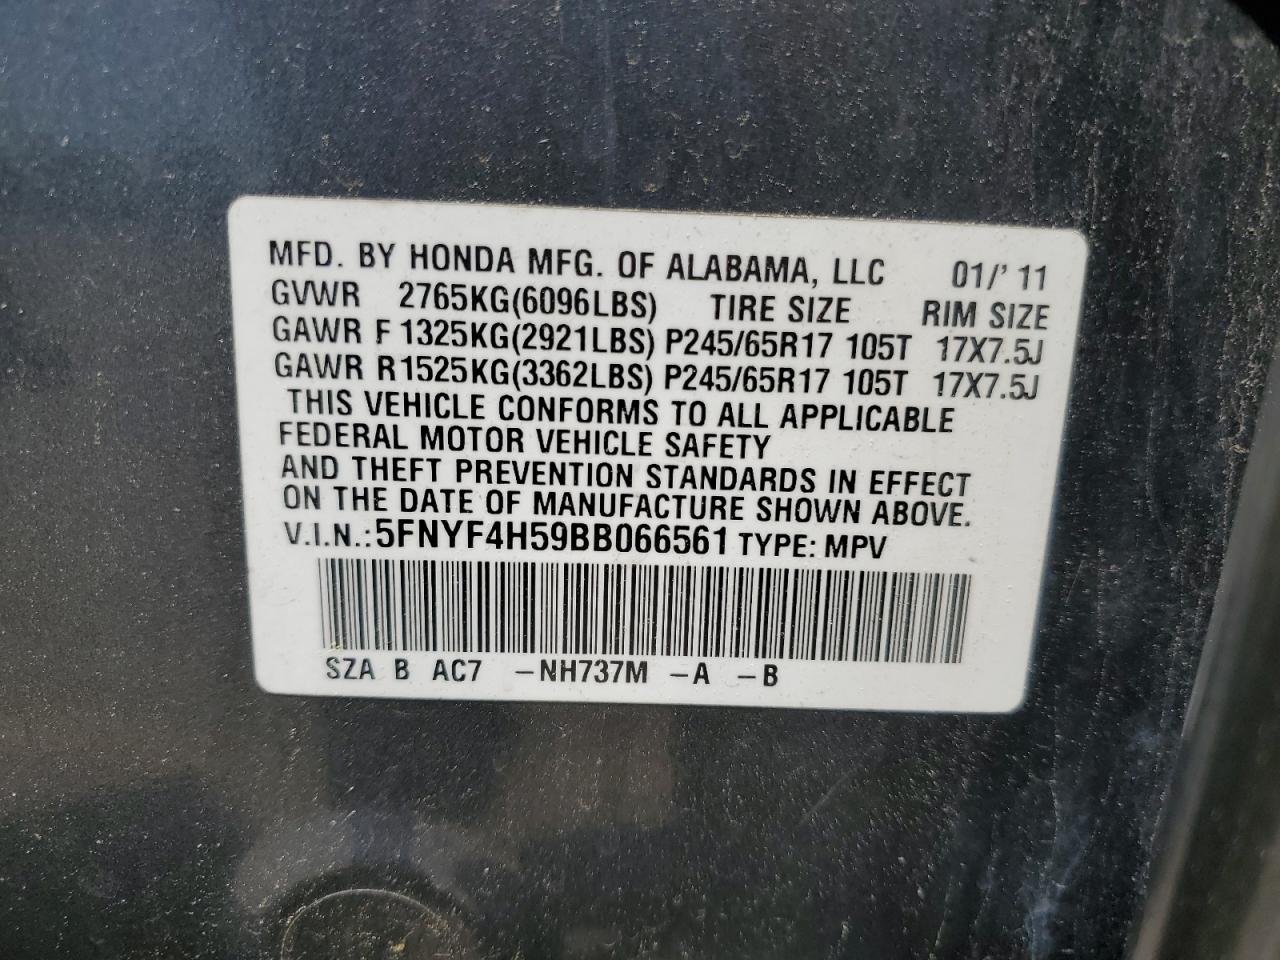 MFD. BY HONDA MFG. OF ALABAMA, LLC 01/' 11
GVWR 2765KG(6096LBS) TIRE SIZE RIM SIZE
GAWR F 1325KG(2921LBS) P245/65R17 105T 17X7.5J
GAWR R1525KG(3362LBS) P245/65R17 105T 17X7.5J
THIS VEHICLE CONFORMS TO ALL APPLICABLE
FEDERAL MOTOR VEHICLE SAFETY
AND THEFT PREVENTION STANDARDS IN EFFECT
ON THE DATE OF MANUFACTURE SHOWN ABOVE.
V.I.N.: 5FNYF4H59BB066561 TYPE: MPV
SZA B AC7 -NH737M -A -B